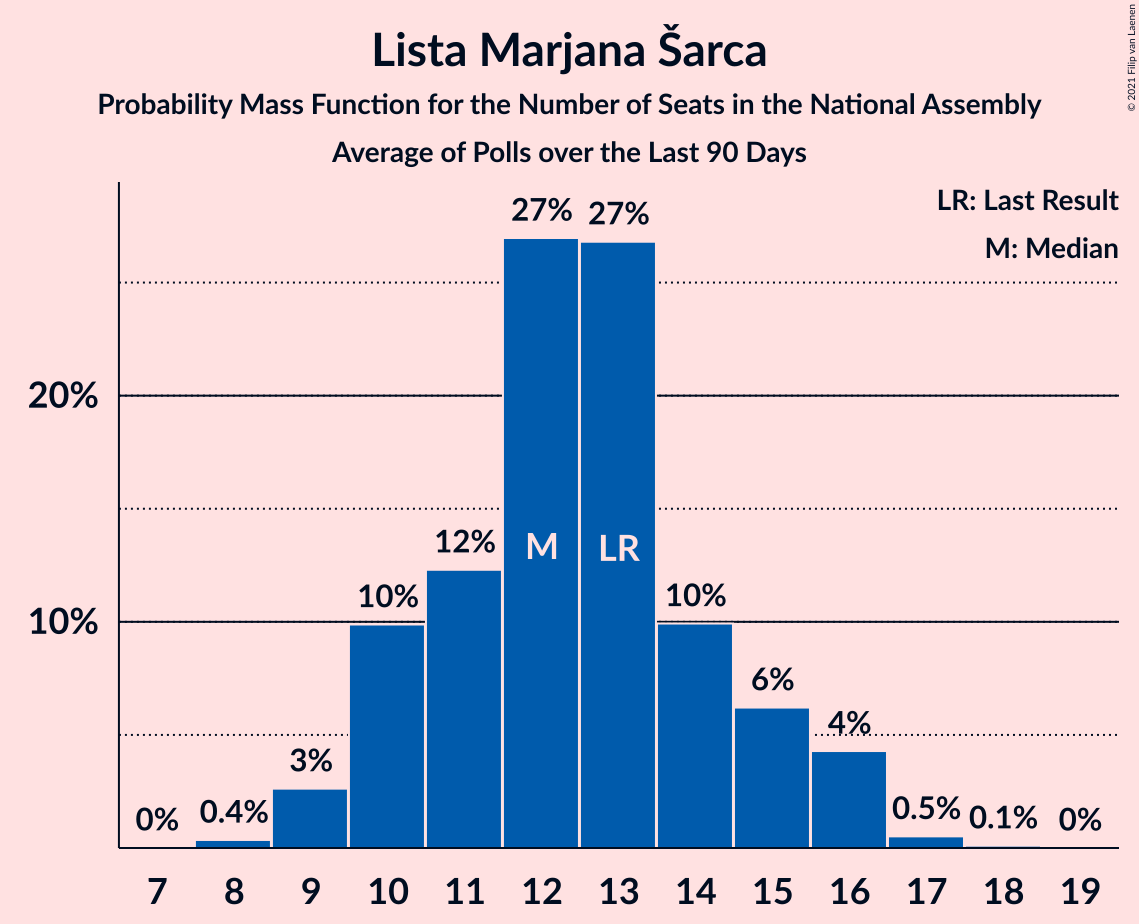 Lista Marjana Šarca
Probability Mass Function for the Number of Seats in the National Assembly
Average of Polls over the Last 90 Days
© 2021 Filip van Laenen
LR: Last Result
M: Median
20%
10%
0%
0.4%
3%
10%
12%
27%
27%
10%
6%
4%
0.5%
0.1%
0%
M
LR
7 8 9 10 11 12 13 14 15 16 17 18 19